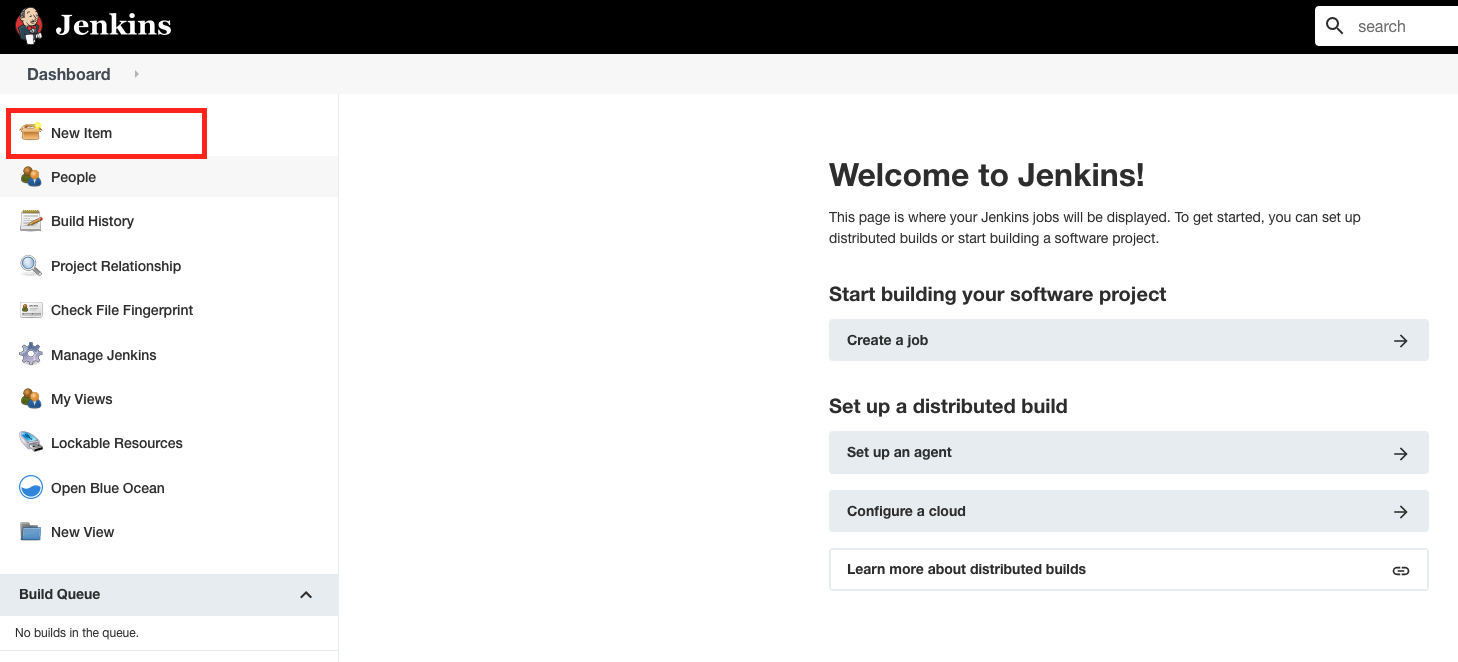 Jenkins
search
Dashboard
New Item
People
Build History
Project Relationship
Check File Fingerprint
Manage Jenkins
My Views
Lockable Resources
Open Blue Ocean
New View
Build Queue
No builds in the queue.
Welcome to Jenkins!
This page is where your Jenkins jobs will be displayed. To get started, you can set up
distributed builds or start building a software project.
Start building your software project
Create a job
Set up a distributed build
Set up an agent
Configure a cloud
Learn more about distributed builds